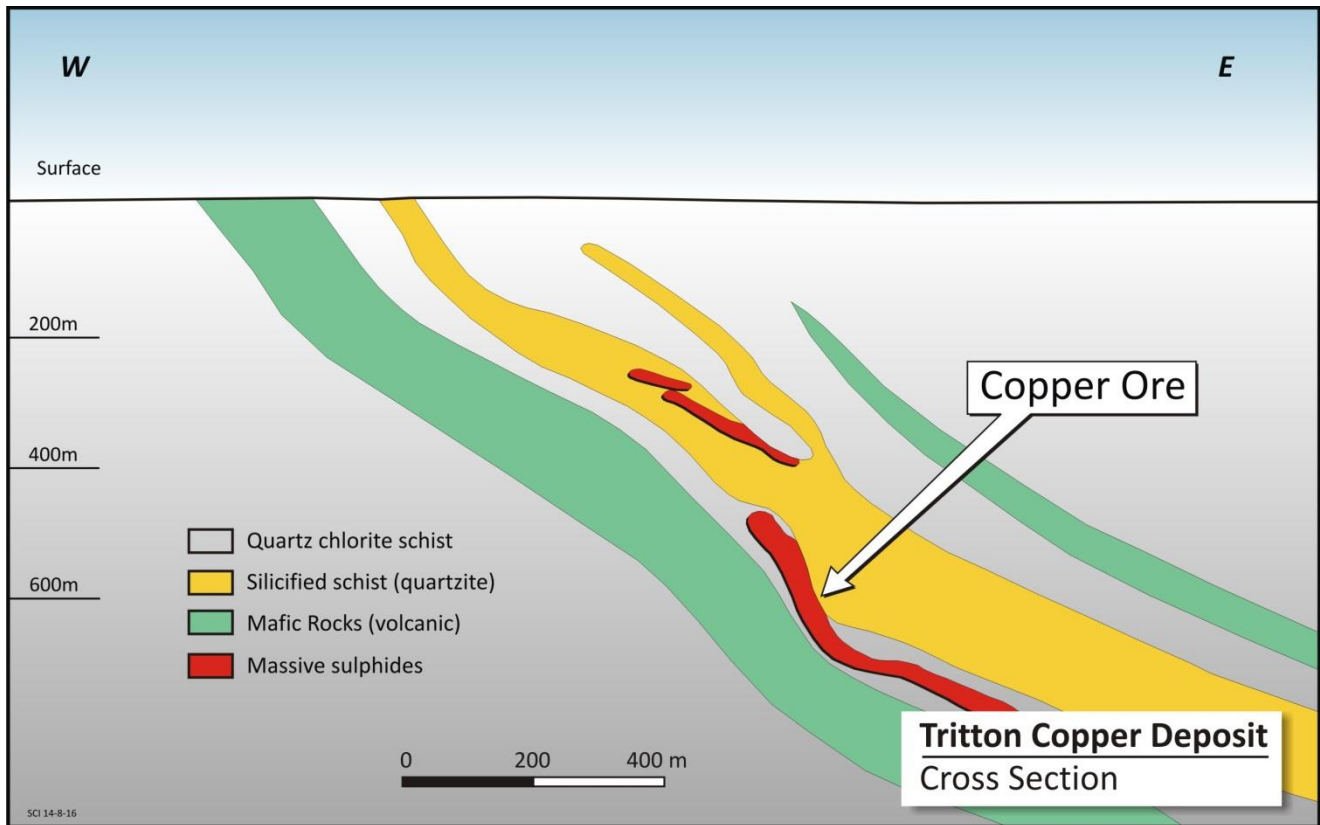 W
E
Surface
200m
Copper Ore
400m
Quartz chlorite schist
Silicified schist (quartzite)
600m
Mafic Rocks (volcanic)
Massive sulphides
Tritton Copper Deposit
Cross Section
0 200 400 m
SCI 14-8-16